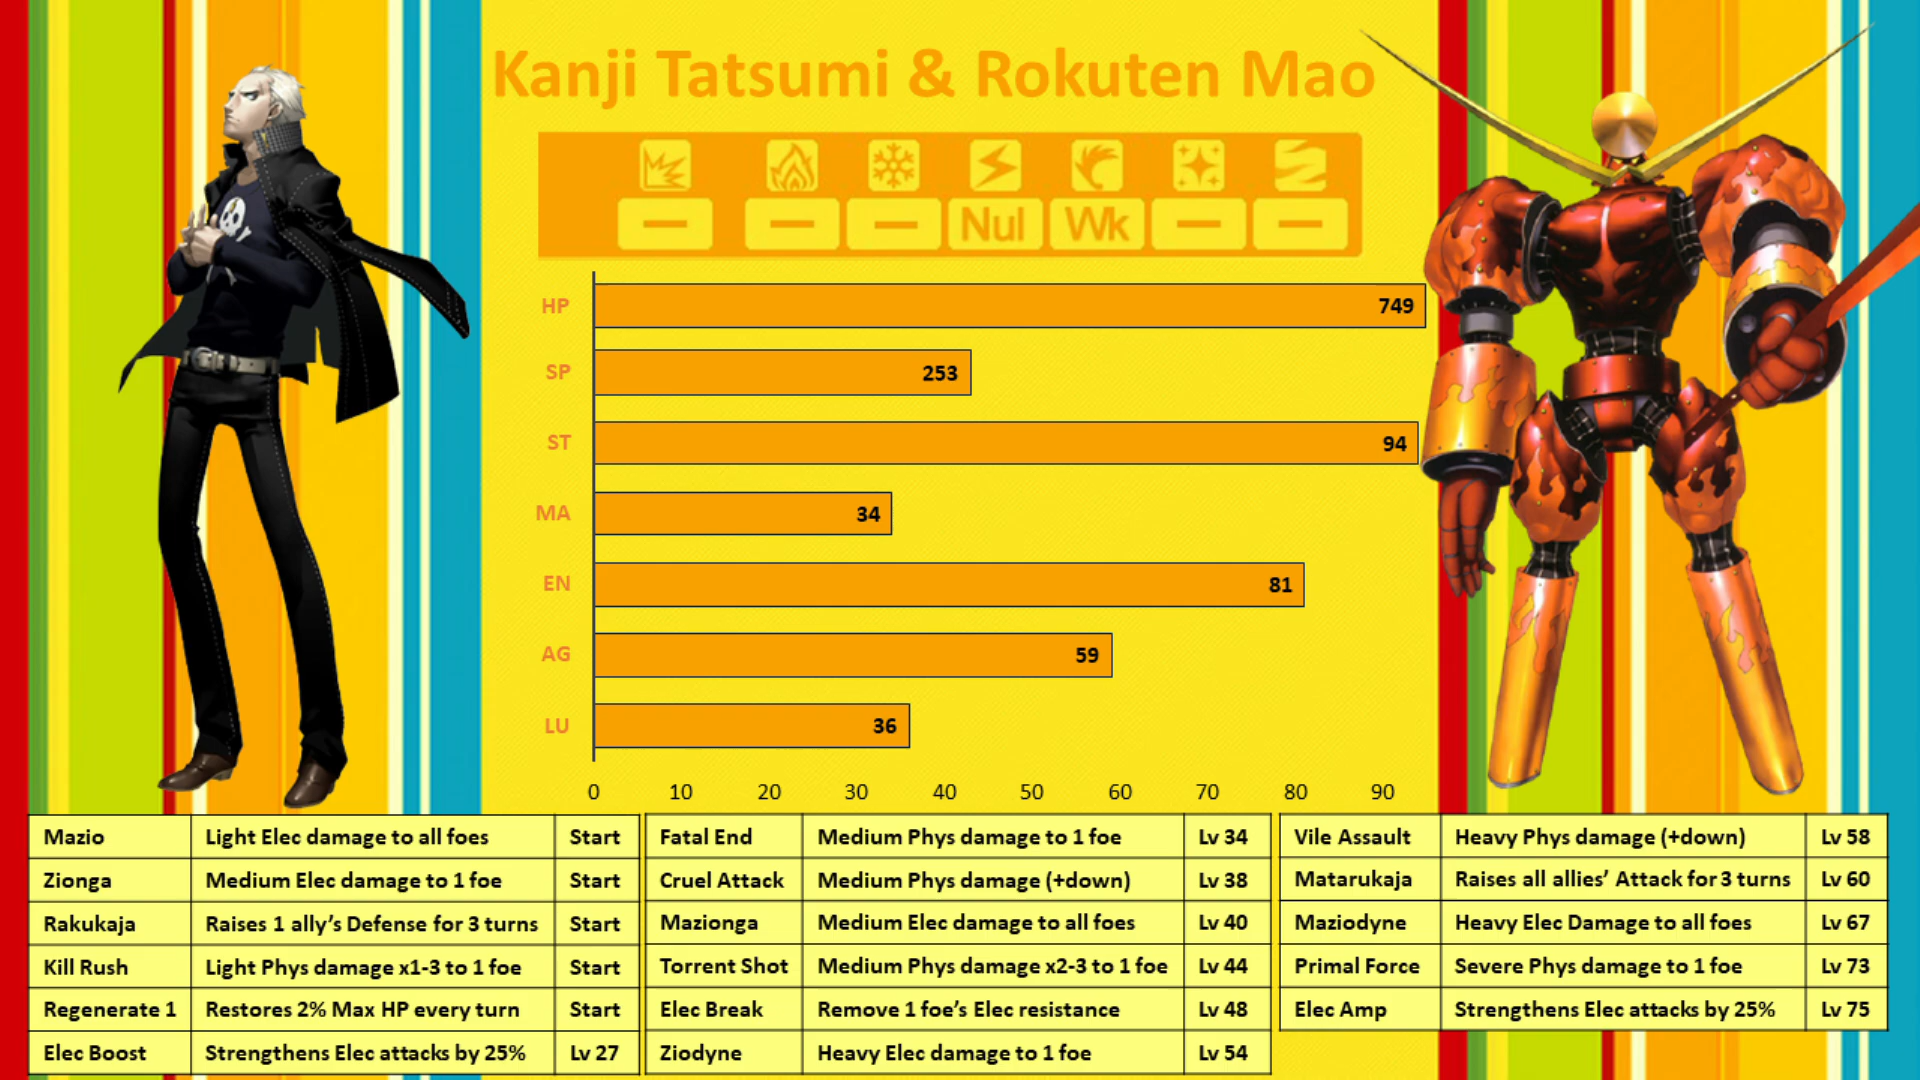 Kanji Tatsumi & Rokuten Mao
— — — Nul Wk — —
HP 749
SP 253
ST 94
MA 34
EN 81
AG 59
LU 36
0 10 20 30 40 50 60 70 80 90
Mazio Light Elec damage to all foes Start
Zionga Medium Elec damage to 1 foe Start
Rakukaja Raises 1 ally’s Defense for 3 turns Start
Kill Rush Light Phys damage x1-3 to 1 foe Start
Regenerate 1 Restores 2% Max HP every turn Start
Elec Boost Strengthens Elec attacks by 25% Lv 27
Fatal End Medium Phys damage to 1 foe Lv 34
Cruel Attack Medium Phys damage (+down) Lv 38
Mazionga Medium Elec damage to all foes Lv 40
Torrent Shot Medium Phys damage x2-3 to 1 foe Lv 44
Elec Break Remove 1 foe’s Elec resistance Lv 48
Ziodyne Heavy Elec damage to 1 foe Lv 54
Vile Assault Heavy Phys damage (+down) Lv 58
Matarukaja Raises all allies’ Attack for 3 turns Lv 60
Maziodyne Heavy Elec Damage to all foes Lv 67
Primal Force Severe Phys damage to 1 foe Lv 73
Elec Amp Strengthens Elec attacks by 25% Lv 75